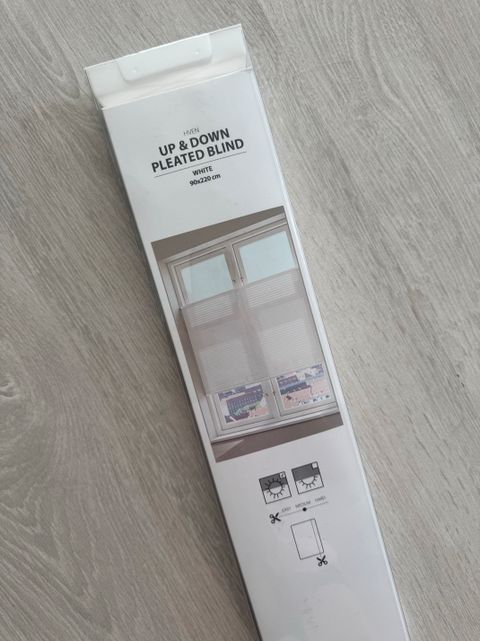 HVEN
UP & DOWN
PLEATED BLIND
WHITE
90x220 cm
EASY MEDIUM HARD